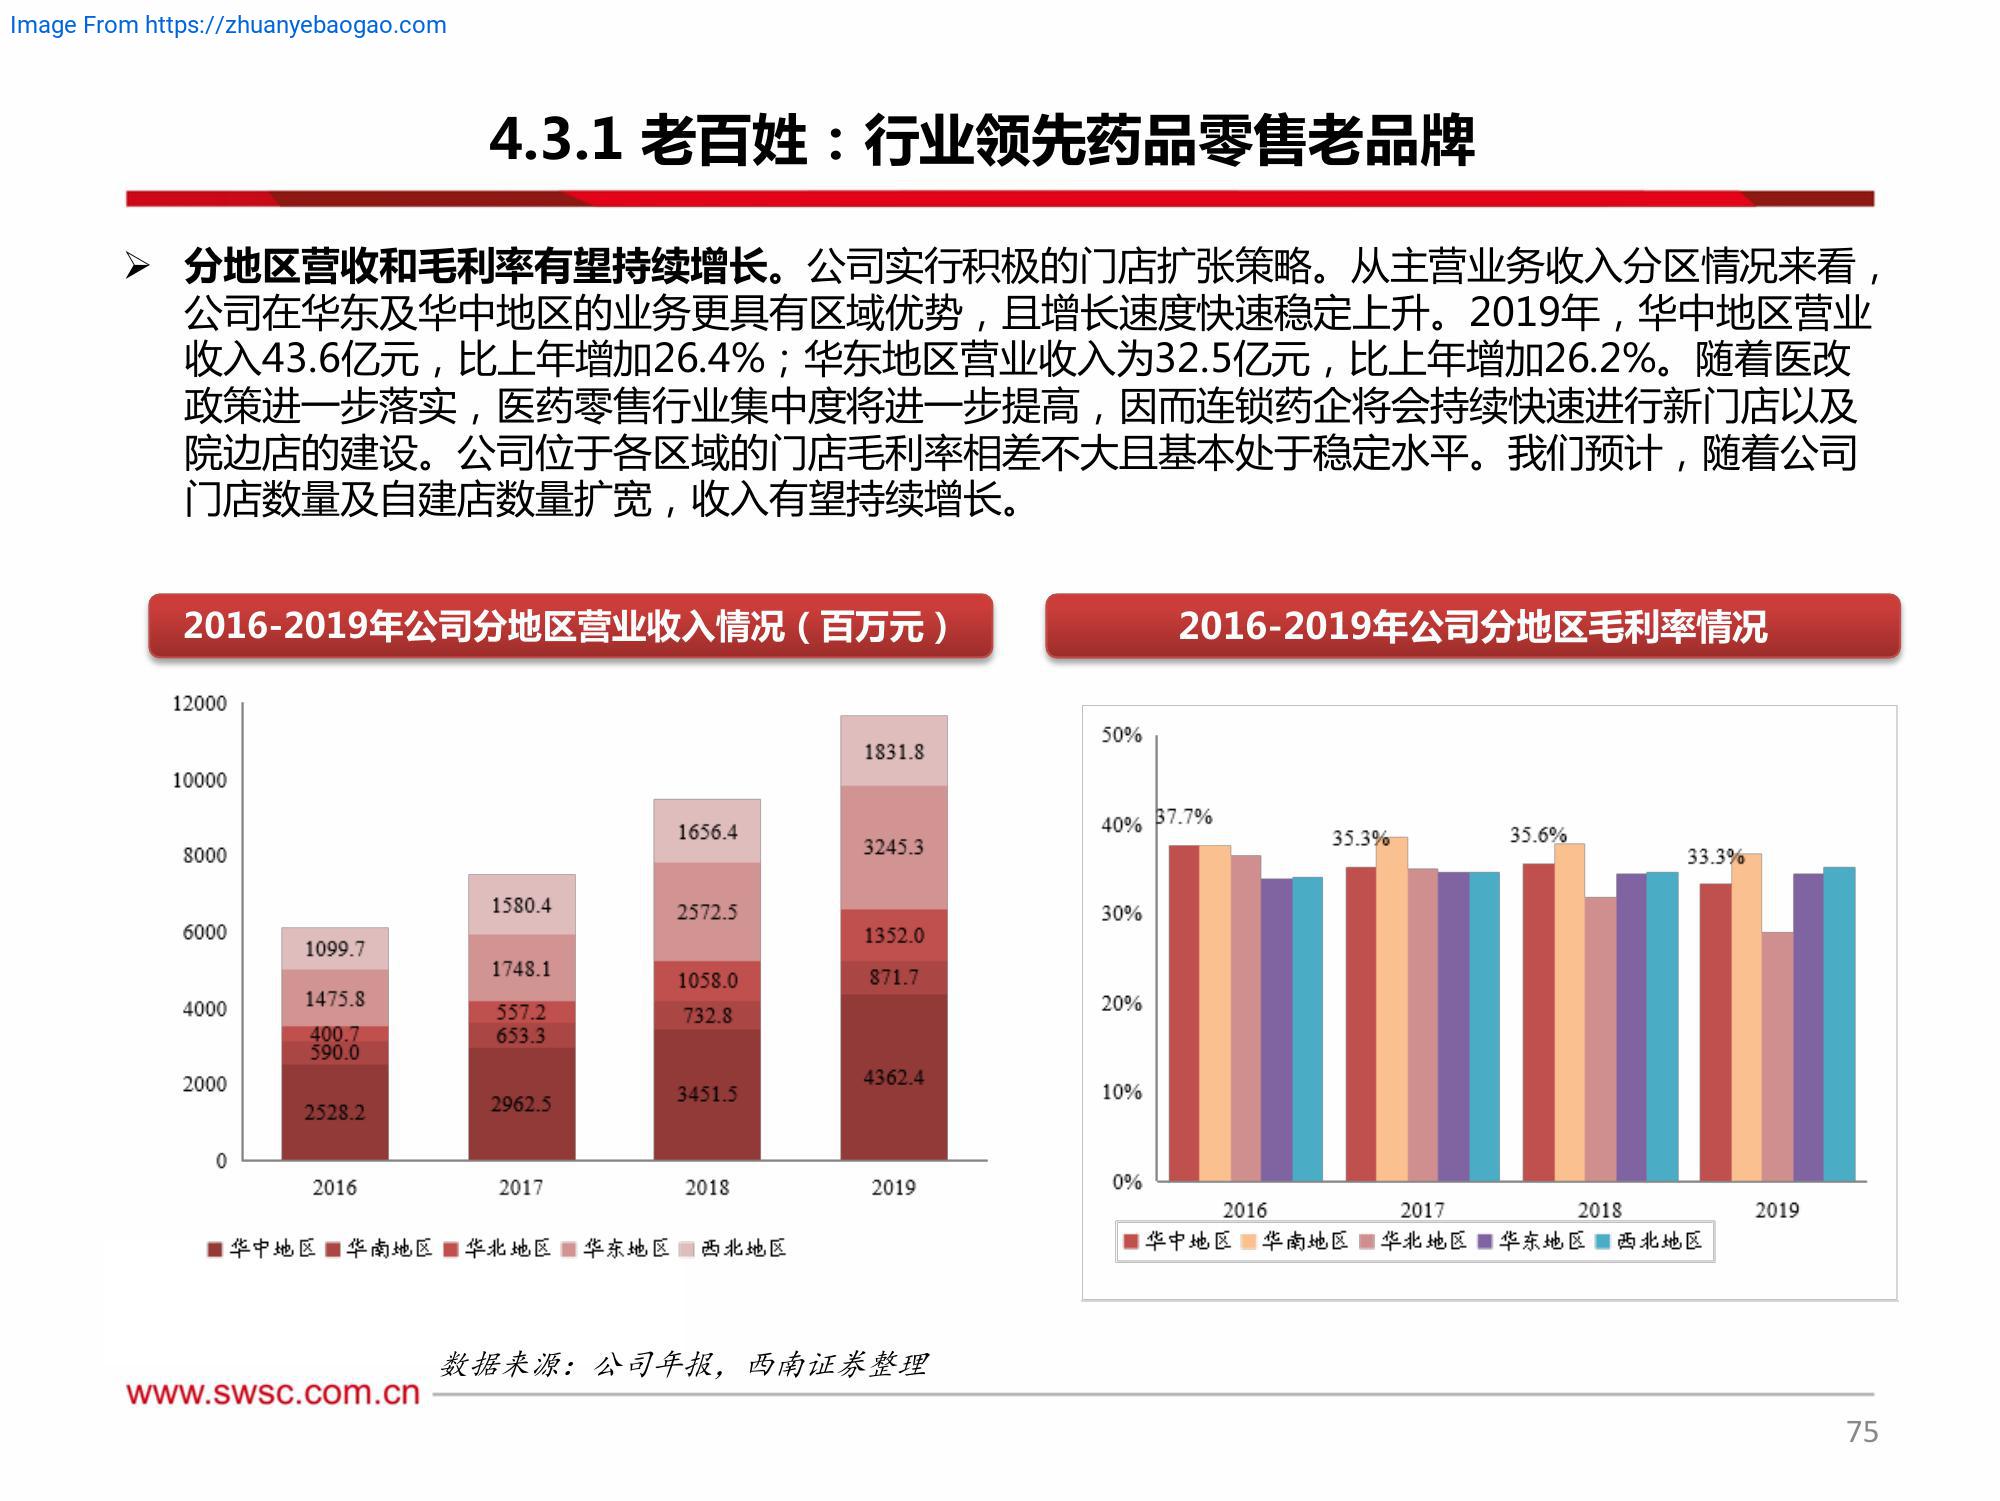 Image From https://zhuanyebaogao.com
4.3.1 老百姓：行业领先药品零售老品牌
➢ 分地区营收和毛利率有望持续增长。公司实行积极的门店扩张策略。从主营业务收入分区情况来看，
公司在华东及华中地区的业务更具有区域优势，且增长速度快速稳定上升。2019年，华中地区营业
收入43.6亿元，比上年增加26.4%；华东地区营业收入为32.5亿元，比上年增加26.2%。随着医改
政策进一步落实，医药零售行业集中度将进一步提高，因而连锁药企将会持续快速进行新门店以及
院边店的建设。公司位于各区域的门店毛利率相差不大且基本处于稳定水平。我们预计，随着公司
门店数量及自建店数量扩宽，收入有望持续增长。
2016-2019年公司分地区营业收入情况（百万元）
12000
10000
8000
6000
4000
2000
0
1099.7
1475.8
400.7
590.0
2528.2
1580.4
1748.1
557.2
653.3
2962.5
1656.4
2572.5
1058.0
732.8
3451.5
1831.8
3245.3
1352.0
871.7
4362.4
2016 2017 2018 2019
华中地区 华南地区 华北地区 华东地区 西北地区
2016-2019年公司分地区毛利率情况
50%
40%
30%
20%
10%
0%
37.7%
35.3%
35.6%
33.3%
2016 2017 2018 2019
华中地区 华南地区 华北地区 华东地区 西北地区
数据来源：公司年报，西南证券整理
www.swsc.com.cn
75